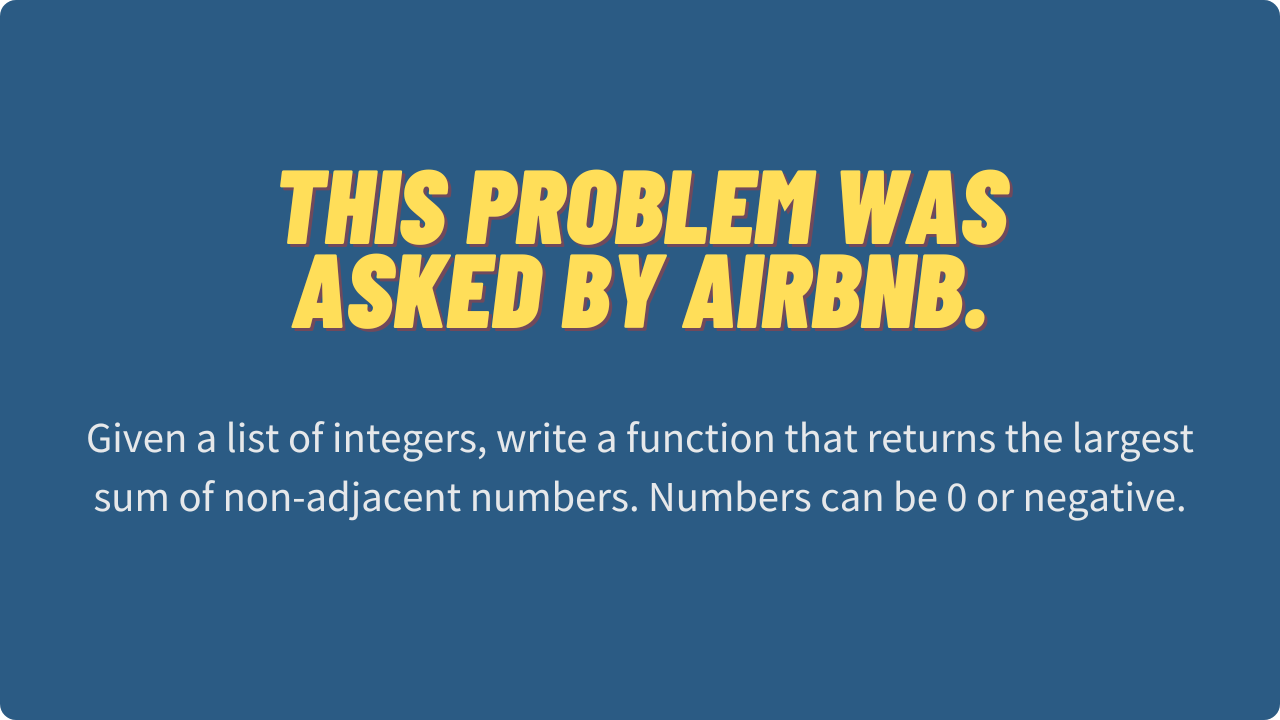 THIS PROBLEM WAS
ASKED BY AIRBNB.
Given a list of integers, write a function that returns the largest
sum of non-adjacent numbers. Numbers can be 0 or negative.